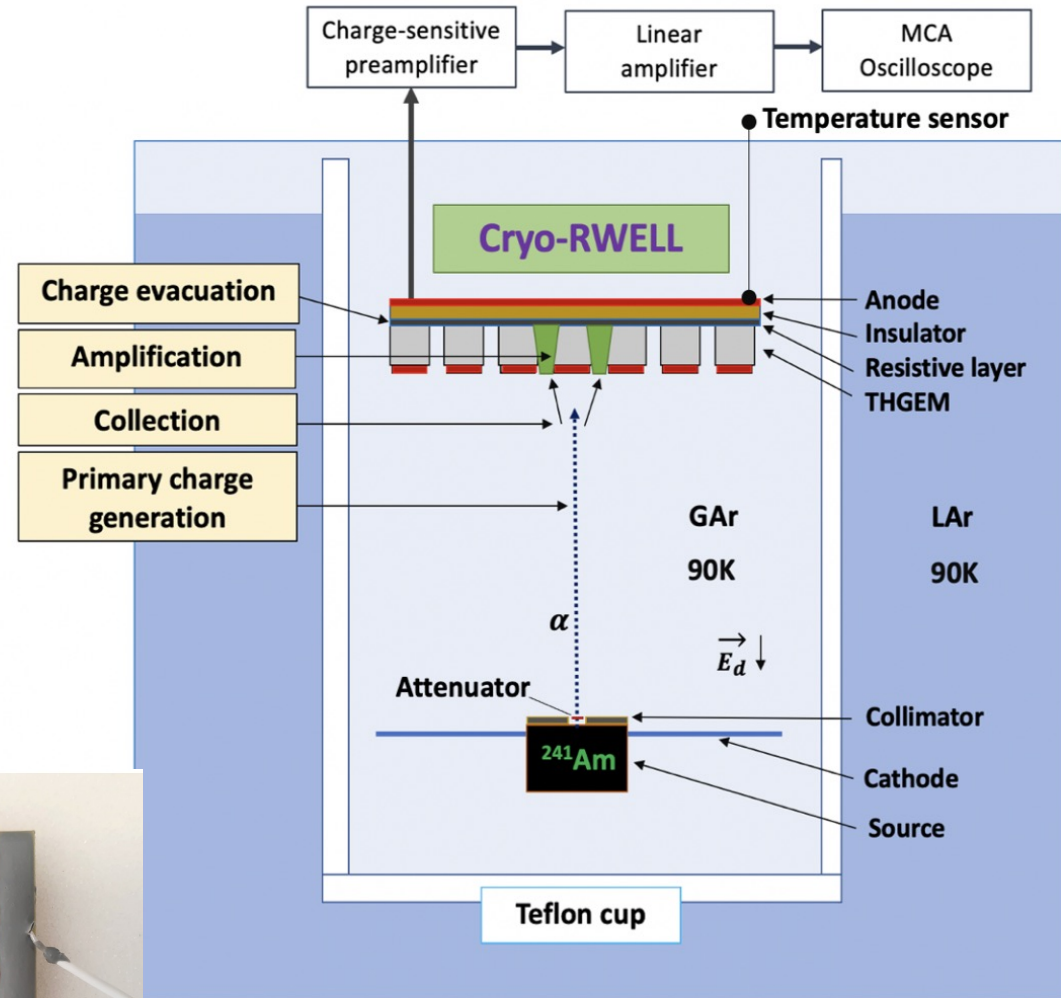 Charge-sensitive
preamplifier
Linear
amplifier
MCA
Oscilloscope
Temperature sensor
Cryo-RWELL
Charge evacuation
Amplification
Collection
Primary charge
generation
Anode
Insulator
Resistive layer
THGEM
GAr
90K
LAr
90K
α
E⃗d
Attenuator
241Am
Collimator
Cathode
Source
Teflon cup